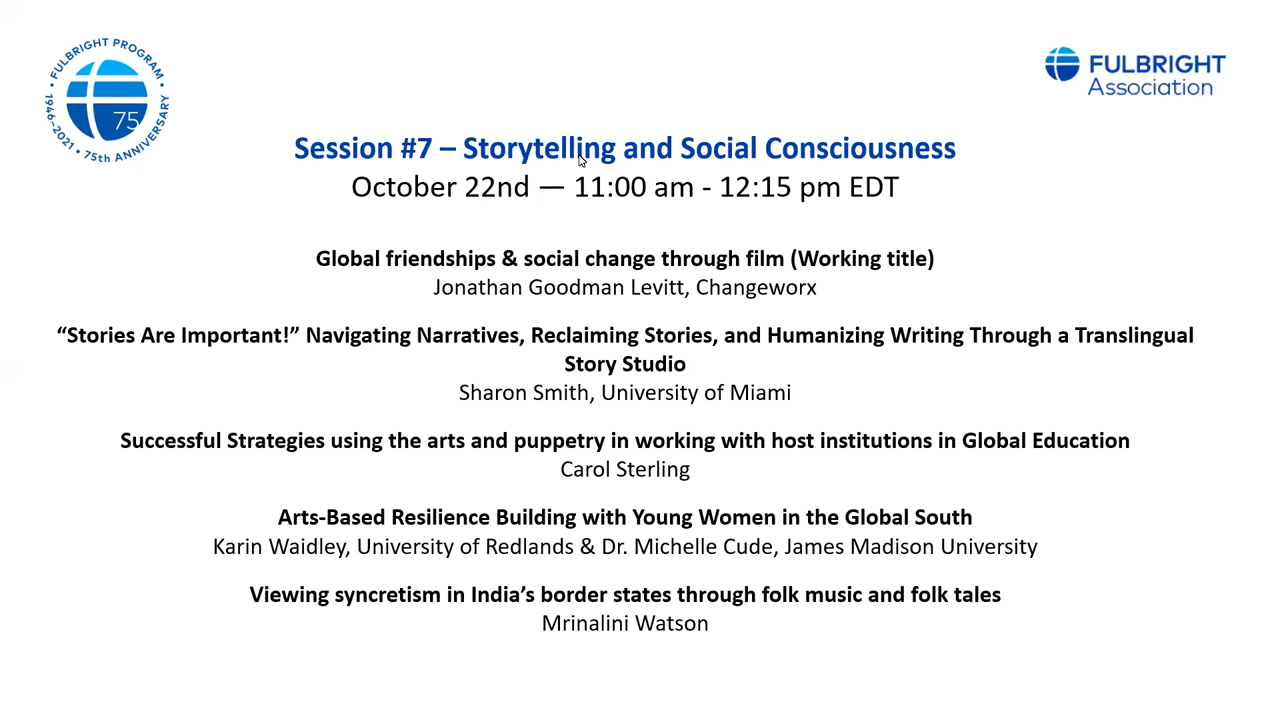 FULBRIGHT PROGRAM • 1946–2021 • 75th ANNIVERSARY •
75
FULBRIGHT
Association
Session #7 – Storytelling and Social Consciousness
October 22nd — 11:00 am - 12:15 pm EDT
Global friendships & social change through film (Working title)
Jonathan Goodman Levitt, Changeworx
“Stories Are Important!” Navigating Narratives, Reclaiming Stories, and Humanizing Writing Through a Translingual
Story Studio
Sharon Smith, University of Miami
Successful Strategies using the arts and puppetry in working with host institutions in Global Education
Carol Sterling
Arts-Based Resilience Building with Young Women in the Global South
Karin Waidley, University of Redlands & Dr. Michelle Cude, James Madison University
Viewing syncretism in India’s border states through folk music and folk tales
Mrinalini Watson